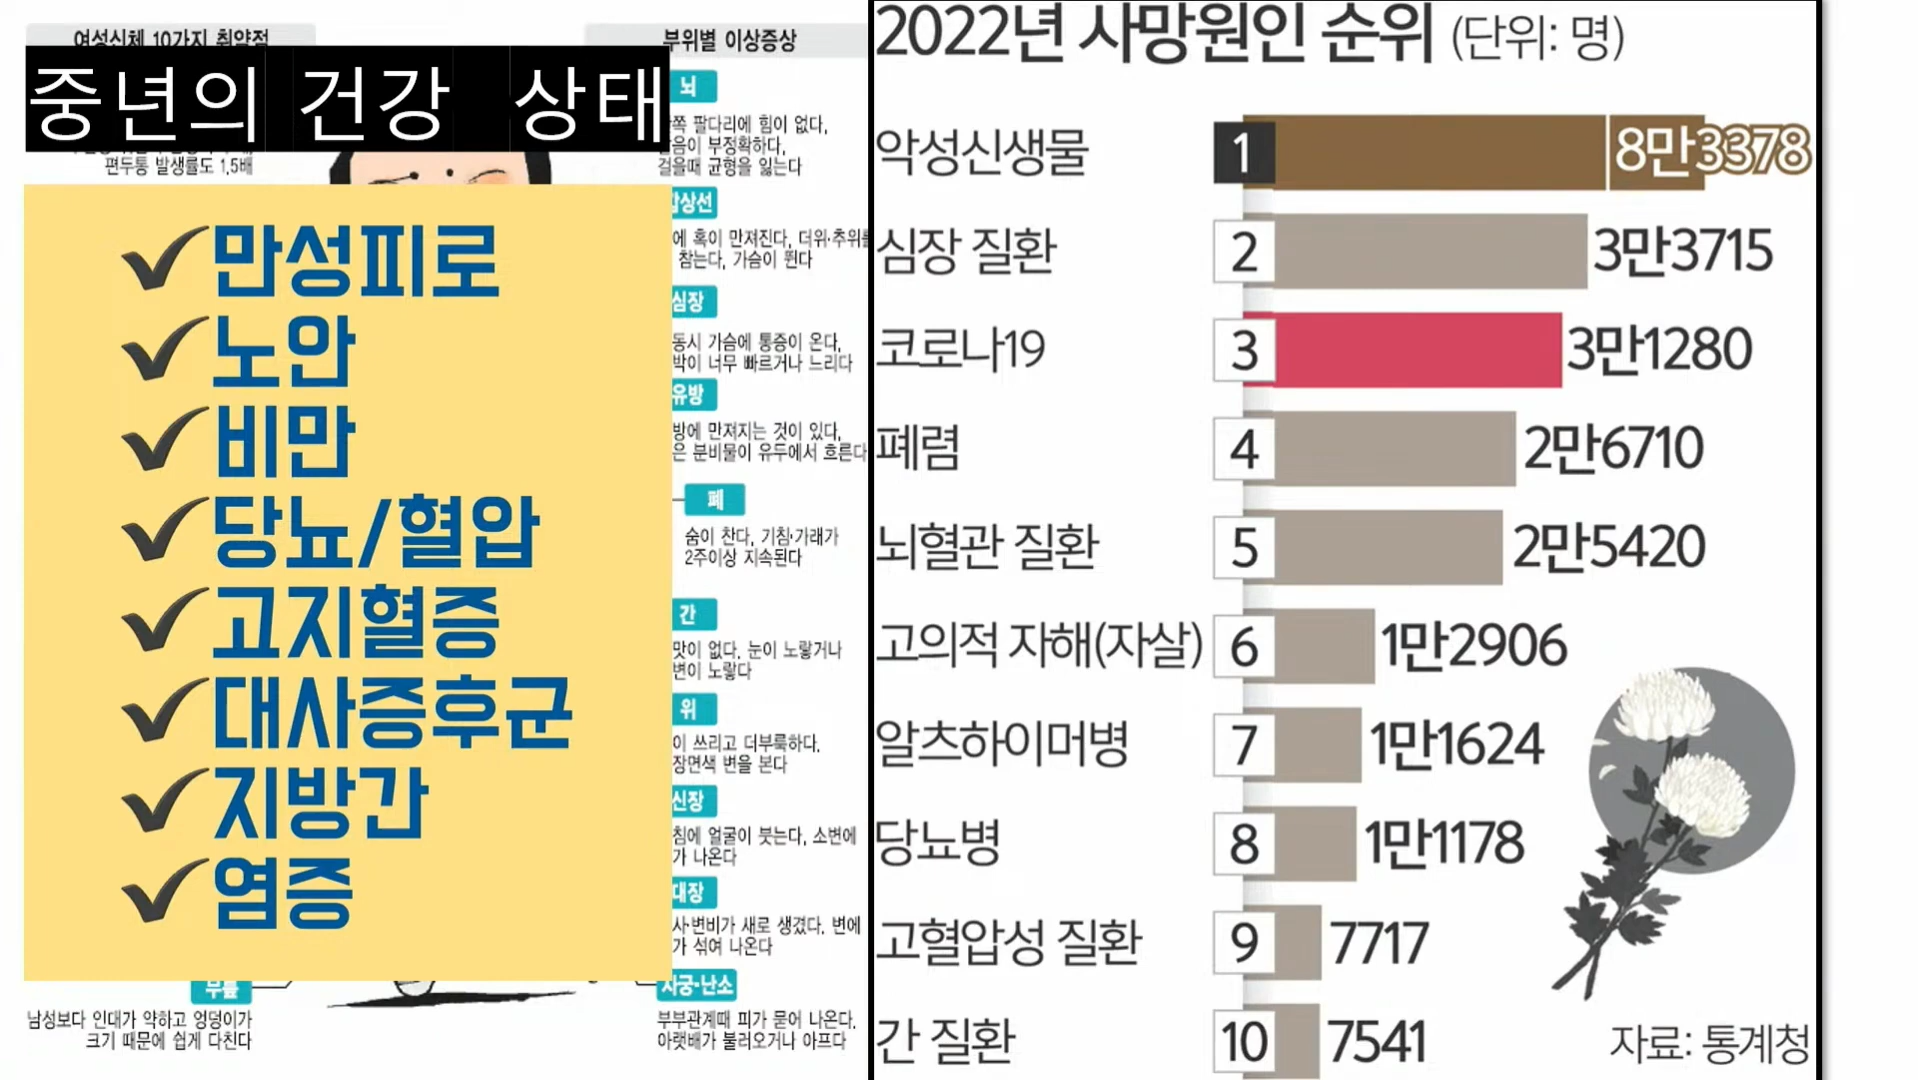 여성신체 10가지 취약점
중년의 건강 상태
편두통 발생률도 1.5배
✓만성피로
✓노안
✓비만
✓당뇨/혈압
✓고지혈증
✓대사증후군
✓지방간
✓염증
무릎
남성보다 인대가 약하고 엉덩이가
크기 때문에 쉽게 다친다
부위별 이상증상
뇌
팔다리에 힘이 없다,
부정확하다,
걸을때 균형을 잃는다
갑상선
에 혹이 만져진다, 더위·추위를
참는다, 가슴이 뛴다
심장
동시 가슴에 통증이 온다,
박이 너무 빠르거나 느리다
유방
방에 만져지는 것이 있다,
은 분비물이 유두에서 흐른다
폐
숨이 찬다, 기침·가래가
2주이상 지속된다
간
맛이 없다, 눈이 노랗거나
변이 노랗다
위
이 쓰리고 더부룩하다,
장면색 변을 본다
신장
침에 얼굴이 붓는다, 소변에
가 나온다
대장
사·변비가 새로 생겼다, 변에
가 섞여 나온다
자궁·난소
부부관계때 피가 묻어 나온다,
아랫배가 불러오거나 아프다
2022년 사망원인 순위 (단위: 명)
악성신생물 1 8만3378
심장 질환 2 3만3715
코로나19 3 3만1280
폐렴 4 2만6710
뇌혈관 질환 5 2만5420
고의적 자해(자살) 6 1만2906
알츠하이머병 7 1만1624
당뇨병 8 1만1178
고혈압성 질환 9 7717
간 질환 10 7541
자료: 통계청